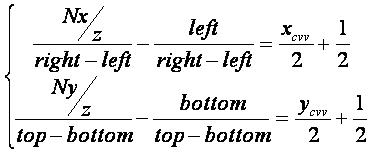 Nx/z / right - left - left / right - left = x_cvv / 2 + 1 / 2
Ny/z / top - bottom - bottom / top - bottom = y_cvv / 2 + 1 / 2